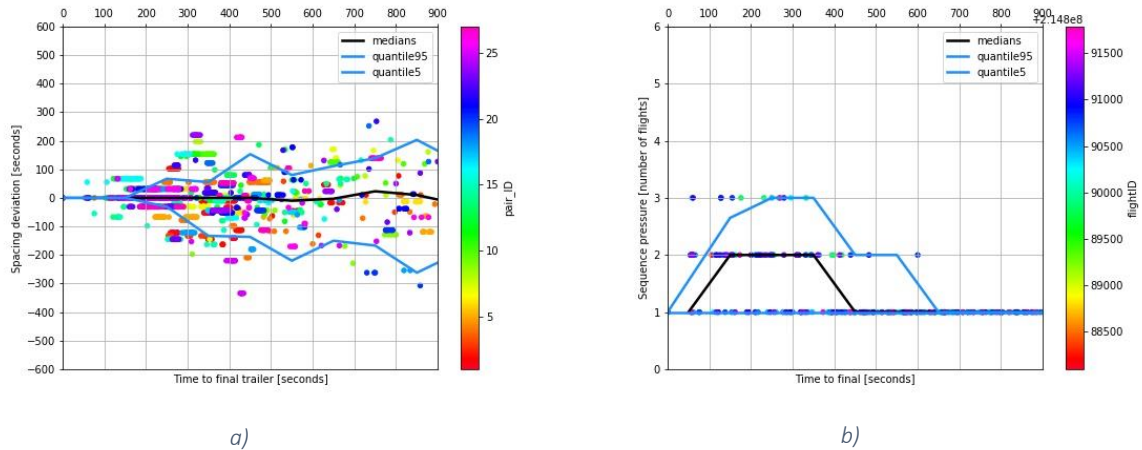 0 100 200 300 400 500 600 700 800 900
600
500
400
300
200
100
0
−100
−200
−300
−400
−500
−600
Spacing deviation [seconds]
Time to final trailer [seconds]
medians
quantile95
quantile5
25
20
15
10
5
pair_ID
a)
0 100 200 300 400 500 600 700 800 900
+2.148e8
6
5
4
3
2
1
0
Sequence pressure [number of flights]
Time to final [seconds]
medians
quantile95
quantile5
91500
91000
90500
90000
89500
89000
88500
flightID
b)